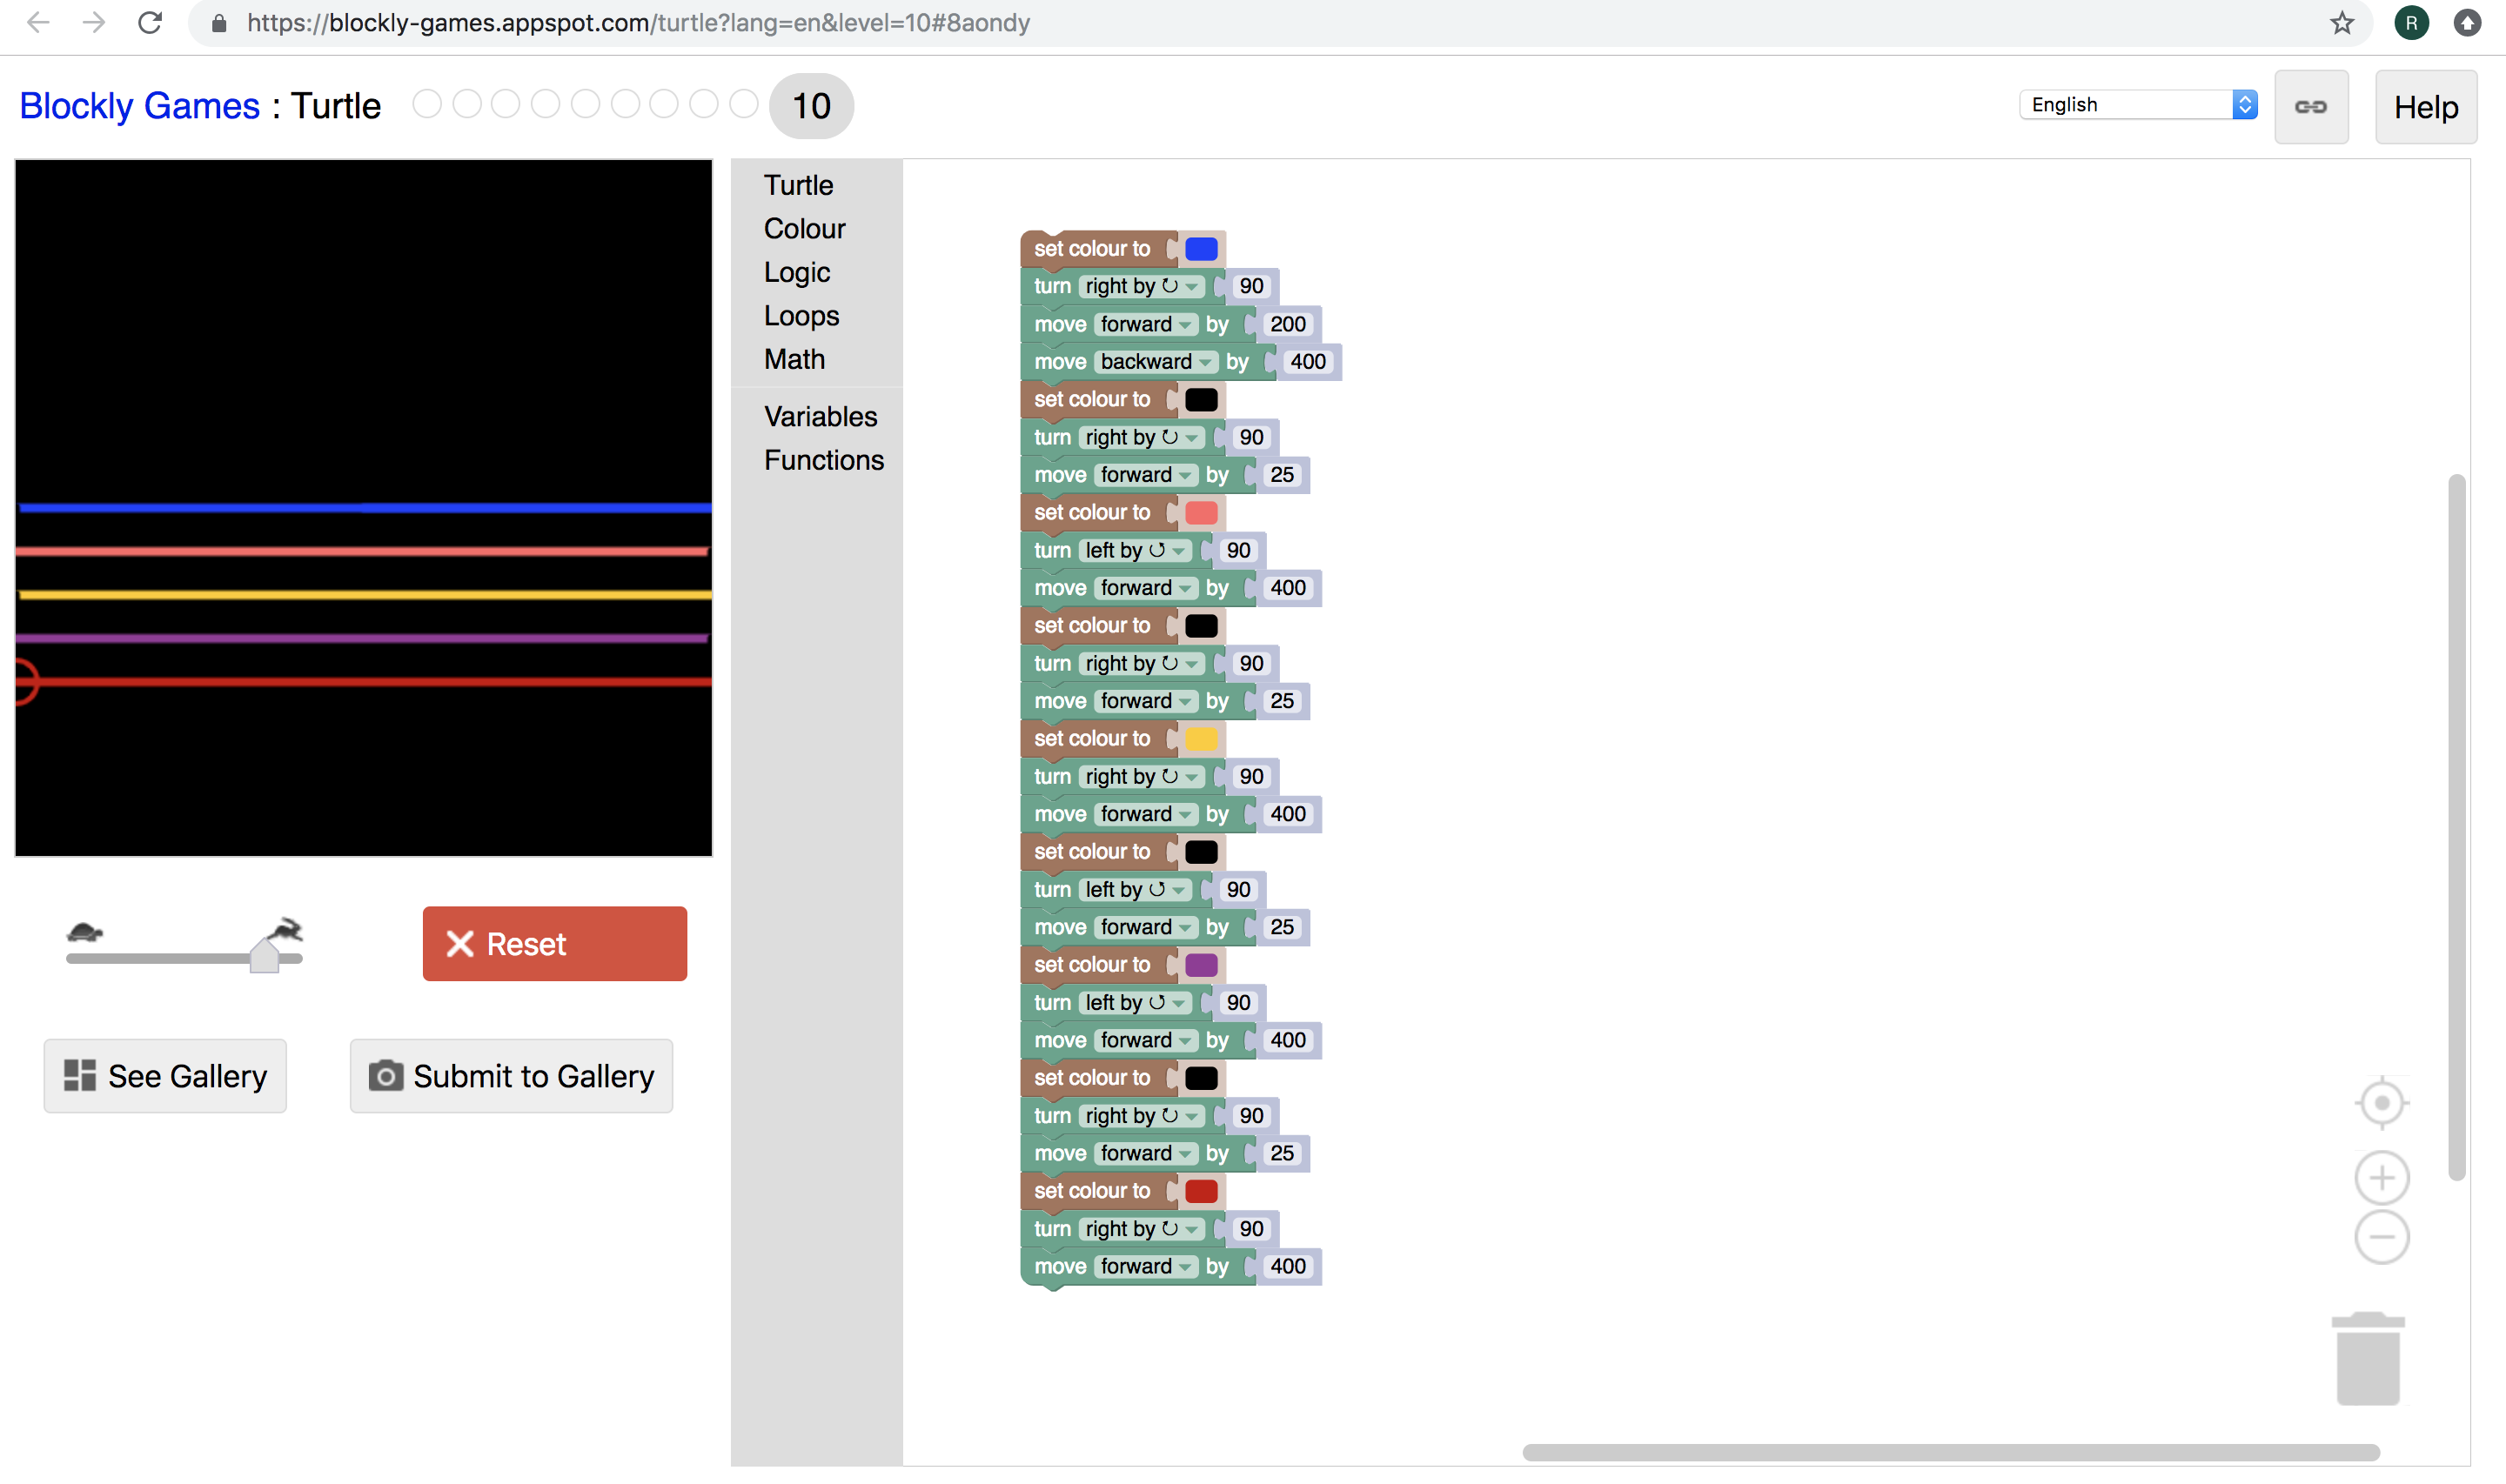 https://blockly-games.appspot.com/turtle?lang=en&level=10#8aondy
R
Blockly Games : Turtle
10
English
Help
Turtle
Colour
Logic
Loops
Math
Variables
Functions
set colour to
turn right by ↻ 90
move forward by 200
move backward by 400
set colour to
turn right by ↻ 90
move forward by 25
set colour to
turn left by ↺ 90
move forward by 400
set colour to
turn right by ↻ 90
move forward by 25
set colour to
turn right by ↻ 90
move forward by 400
set colour to
turn left by ↺ 90
move forward by 25
set colour to
turn left by ↺ 90
move forward by 400
set colour to
turn right by ↻ 90
move forward by 25
set colour to
turn right by ↻ 90
move forward by 400
Reset
See Gallery
Submit to Gallery